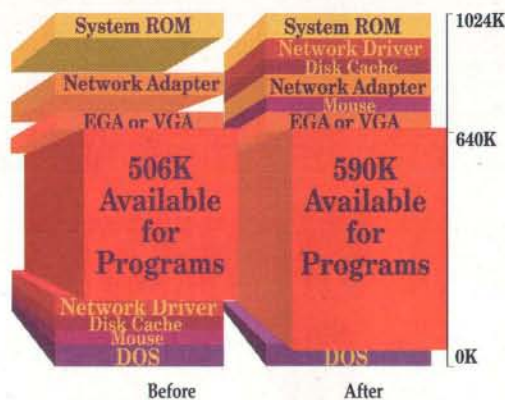 System ROM
Network Adapter
EGA or VGA
506K
Available
for
Programs
Network Driver
Disk Cache
Mouse
DOS
Before
System ROM
Network Driver
Disk Cache
Network Adapter
Mouse
EGA or VGA
590K
Available
for
Programs
DOS
After
1024K
640K
0K